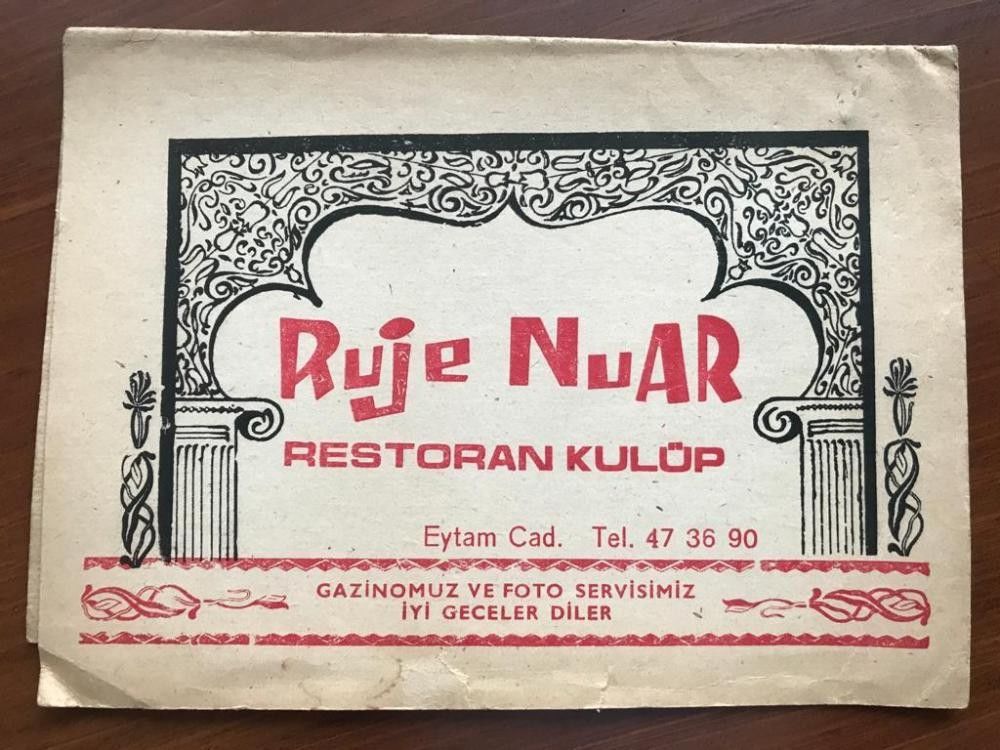 Ruje NuAR
RESTORAN KULÜP
Eytam Cad. Tel. 47 36 90
GAZİNOMUZ VE FOTO SERVİSİMİZ
İYİ GECELER DİLER